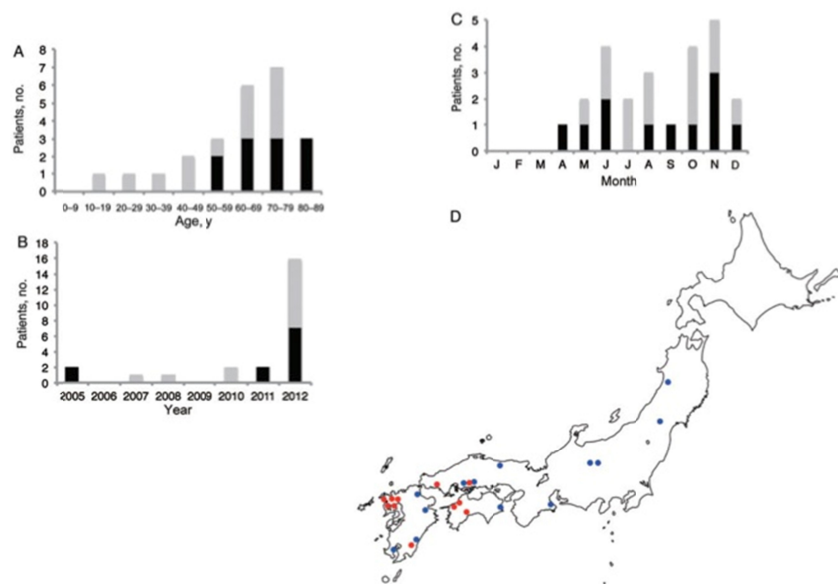 A
8
7
6
5
4
3
2
1
0
Patients, no.
0–9 10–19 20–29 30–39 40–49 50–59 60–69 70–79 80–89
Age, y
B
18
16
14
12
10
8
6
4
2
0
Patients, no.
2005 2006 2007 2008 2009 2010 2011 2012
Year
C
5
4
3
2
1
0
Patients, no.
J F M A M J J A S O N D
Month
D